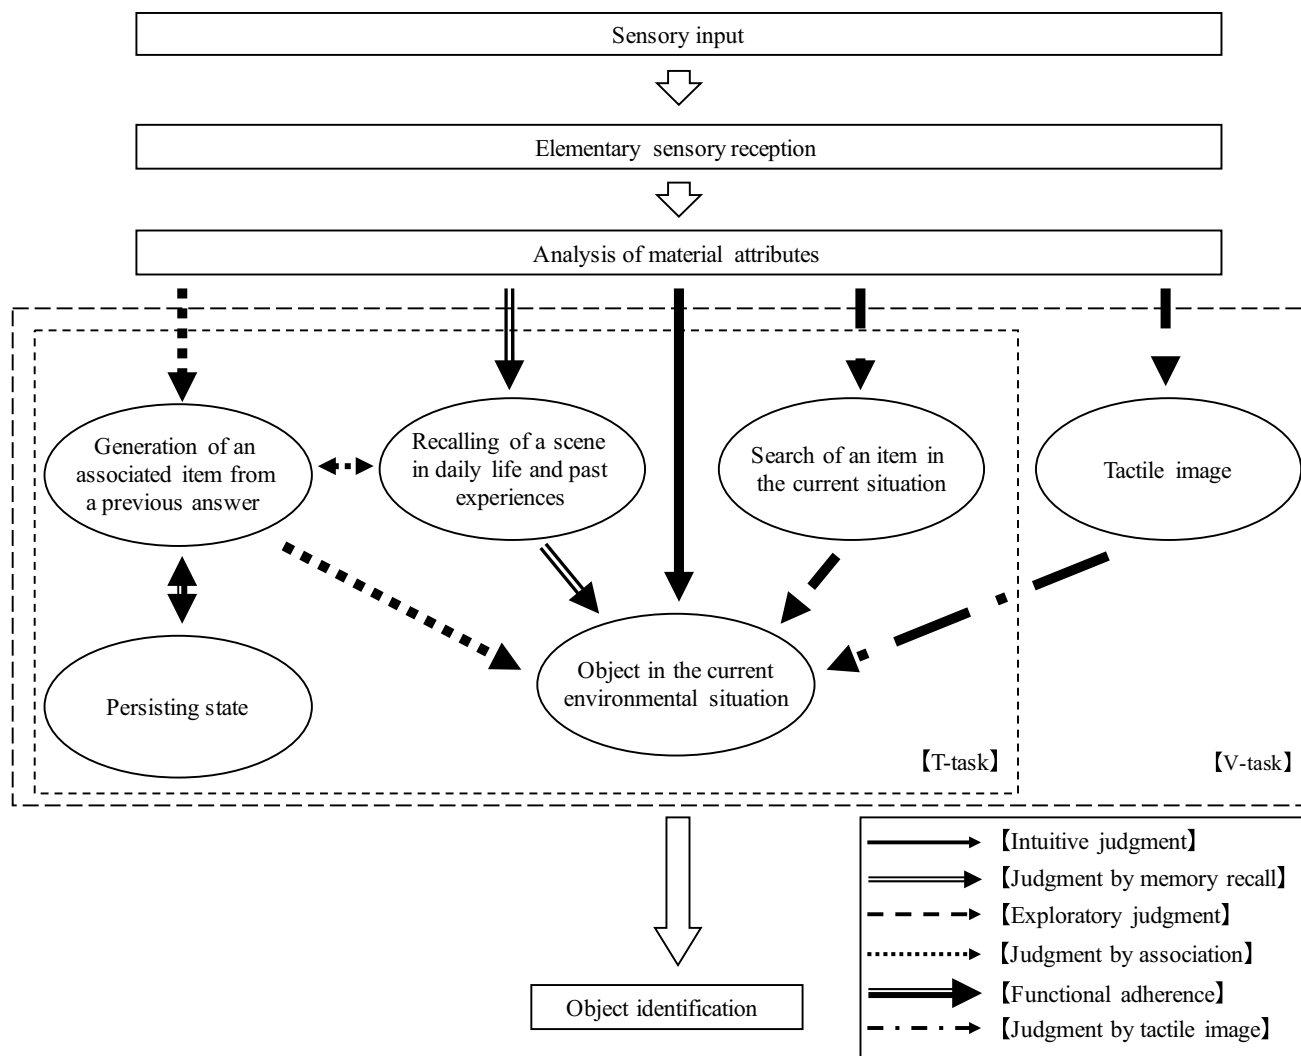 Sensory input
Elementary sensory reception
Analysis of material attributes
Generation of an
associated item from
a previous answer
Recalling of a scene
in daily life and past
experiences
Search of an item in
the current situation
Tactile image
Persisting state
Object in the current
environmental situation
【T-task】
【V-task】
【Intuitive judgment】
【Judgment by memory recall】
【Exploratory judgment】
【Judgment by association】
【Functional adherence】
【Judgment by tactile image】
Object identification